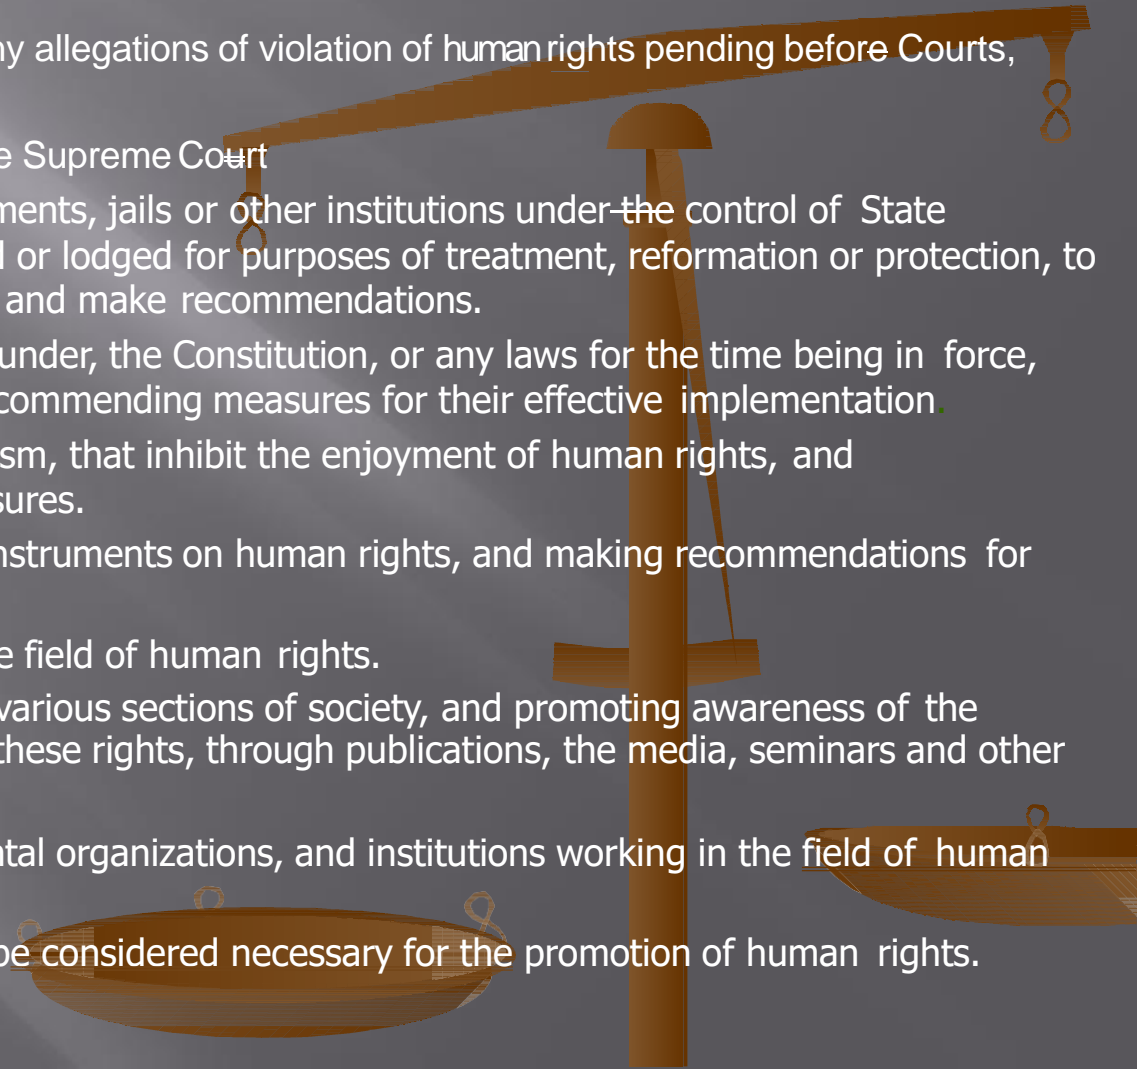 ny allegations of violation of human rights pending before Courts,
e Supreme Court
ments, jails or other institutions under the control of State
l or lodged for purposes of treatment, reformation or protection, to
and make recommendations.
under, the Constitution, or any laws for the time being in force,
commending measures for their effective implementation.
ism, that inhibit the enjoyment of human rights, and
sures.
nstruments on human rights, and making recommendations for
e field of human rights.
various sections of society, and promoting awareness of the
these rights, through publications, the media, seminars and other
ntal organizations, and institutions working in the field of human
be considered necessary for the promotion of human rights.